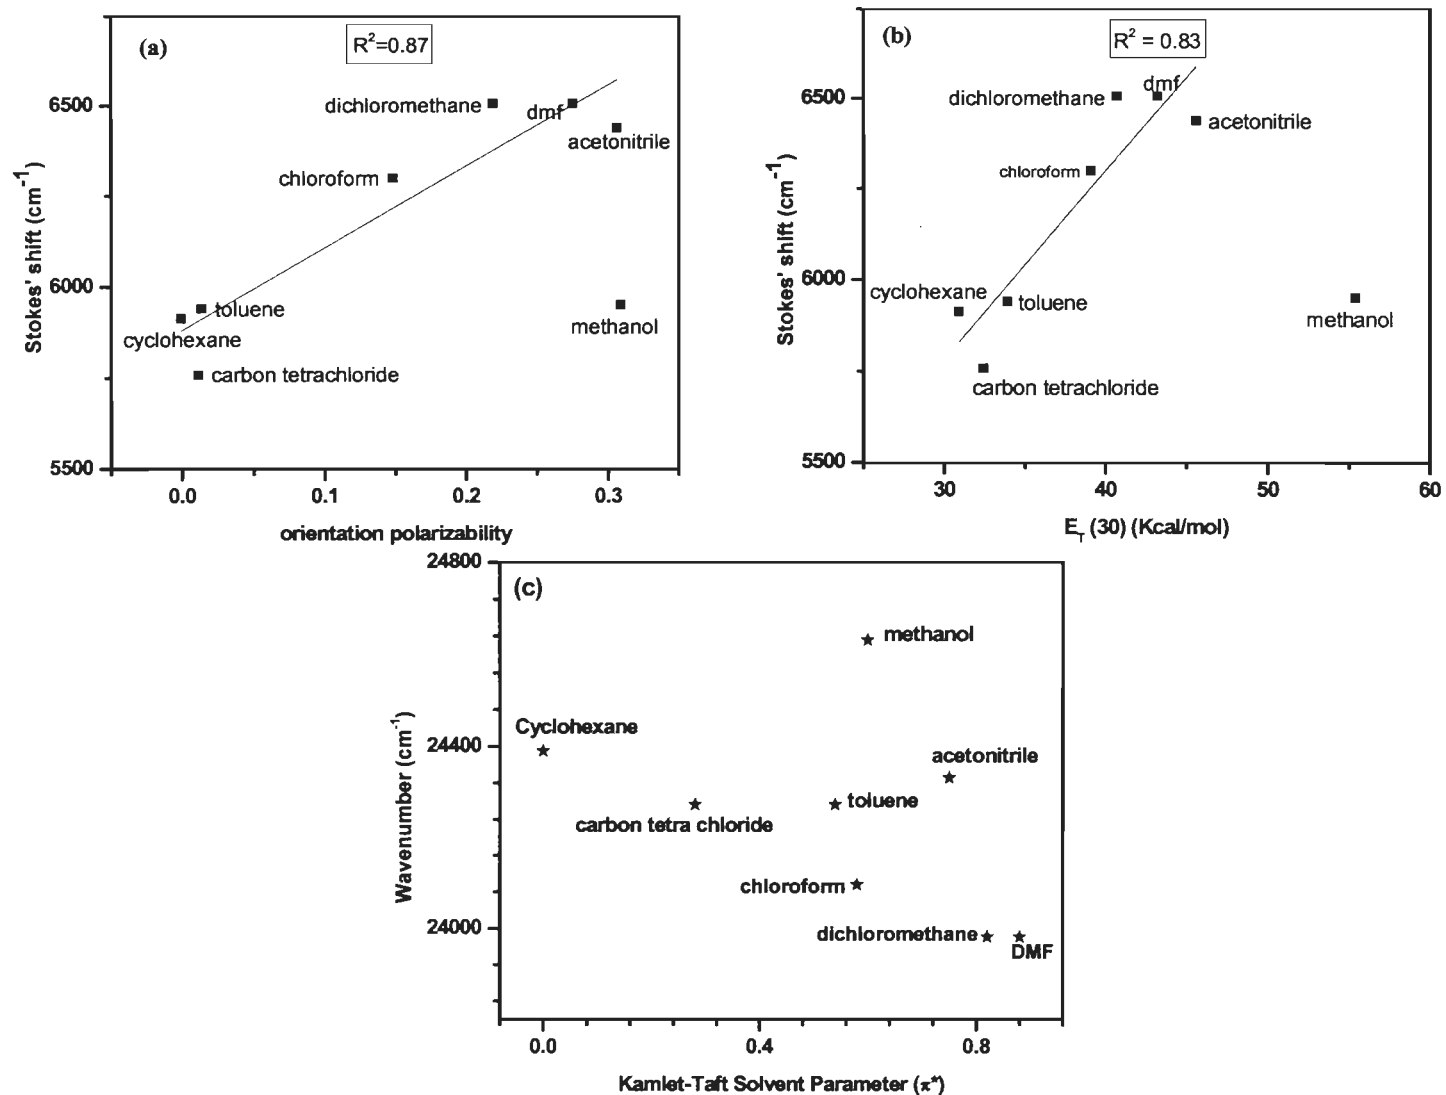 (a)
R²=0.87
Stokes' shift (cm⁻¹)
6500
6000
5500
dichloromethane
dmf
acetonitrile
chloroform
toluene
cyclohexane
methanol
carbon tetrachloride
0.0 0.1 0.2 0.3
orientation polarizability
(b)
R² = 0.83
Stokes' shift (cm⁻¹)
6500
6000
5500
dmf
dichloromethane
acetonitrile
chloroform
cyclohexane
toluene
methanol
carbon tetrachloride
30 40 50 60
E_T (30) (Kcal/mol)
(c)
Wavenumber (cm⁻¹)
24800
24400
24000
methanol
Cyclohexane
acetonitrile
toluene
carbon tetra chloride
chloroform
dichloromethane
DMF
0.0 0.4 0.8
Kamlet-Taft Solvent Parameter (π*)